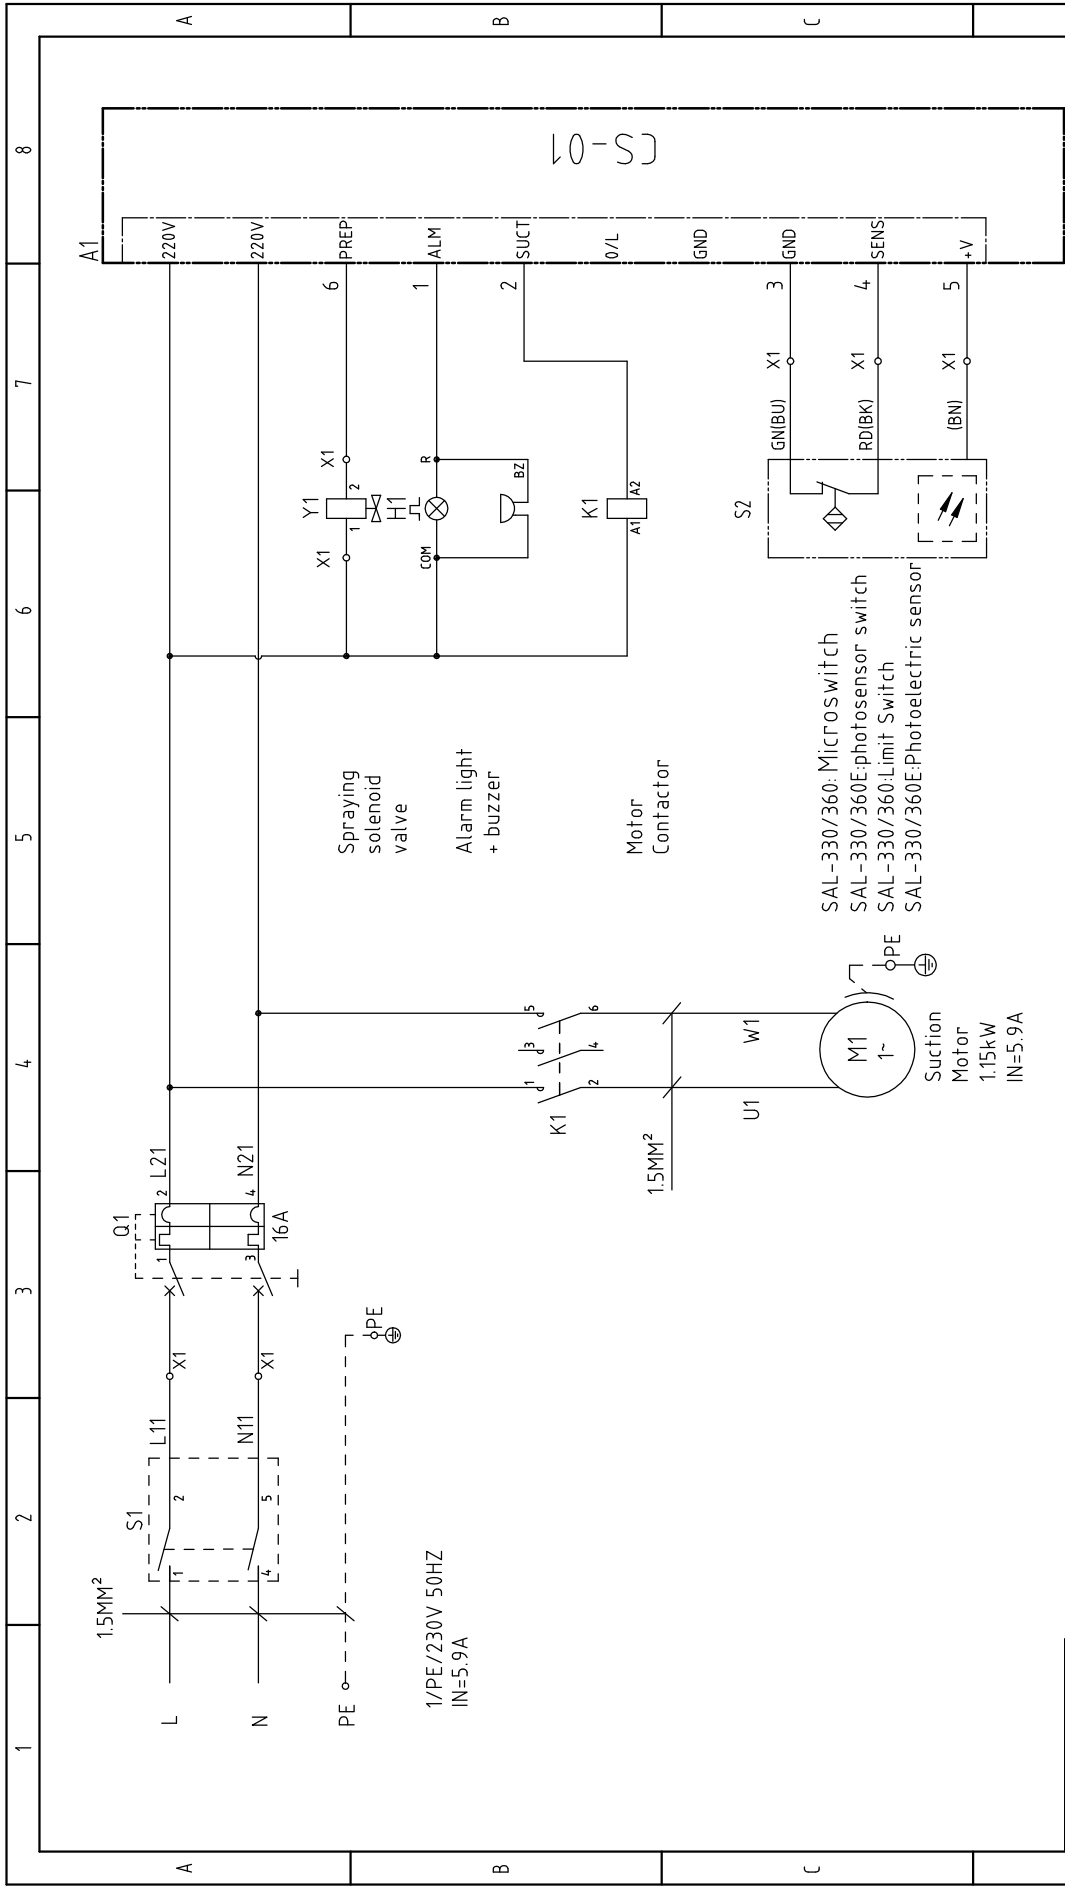 1
2
3
4
5
6
7
8
A
B
C
A
B
C
L
N
PE
1.5MM²
1/PE/230V 50HZ
IN=5.9A
S1
1
2
4
5
L11
N11
X1
X1
PE
Q1
1
2
3
4
16A
L21
N21
K1
1
2
3
4
5
6
1.5MM²
U1
W1
M1
1~
PE
Suction
Motor
1.15kW
IN=5.9A
Spraying
solenoid
valve
Alarm light
+ buzzer
Motor
Contactor
SAL-330/360: Microswitch
SAL-330/360E:photosensor switch
SAL-330/360:Limit Switch
SAL-330/360E:Photoelectric sensor
X1
Y1
1
2
X1
H1
COM
R
BZ
K1
A1
A2
S2
GN(BU)
RD(BK)
(BN)
X1
X1
X1
6
1
2
3
4
5
A1
220V
220V
PREP
ALM
SUCT
O/L
GND
GND
SENS
+V
CS-01